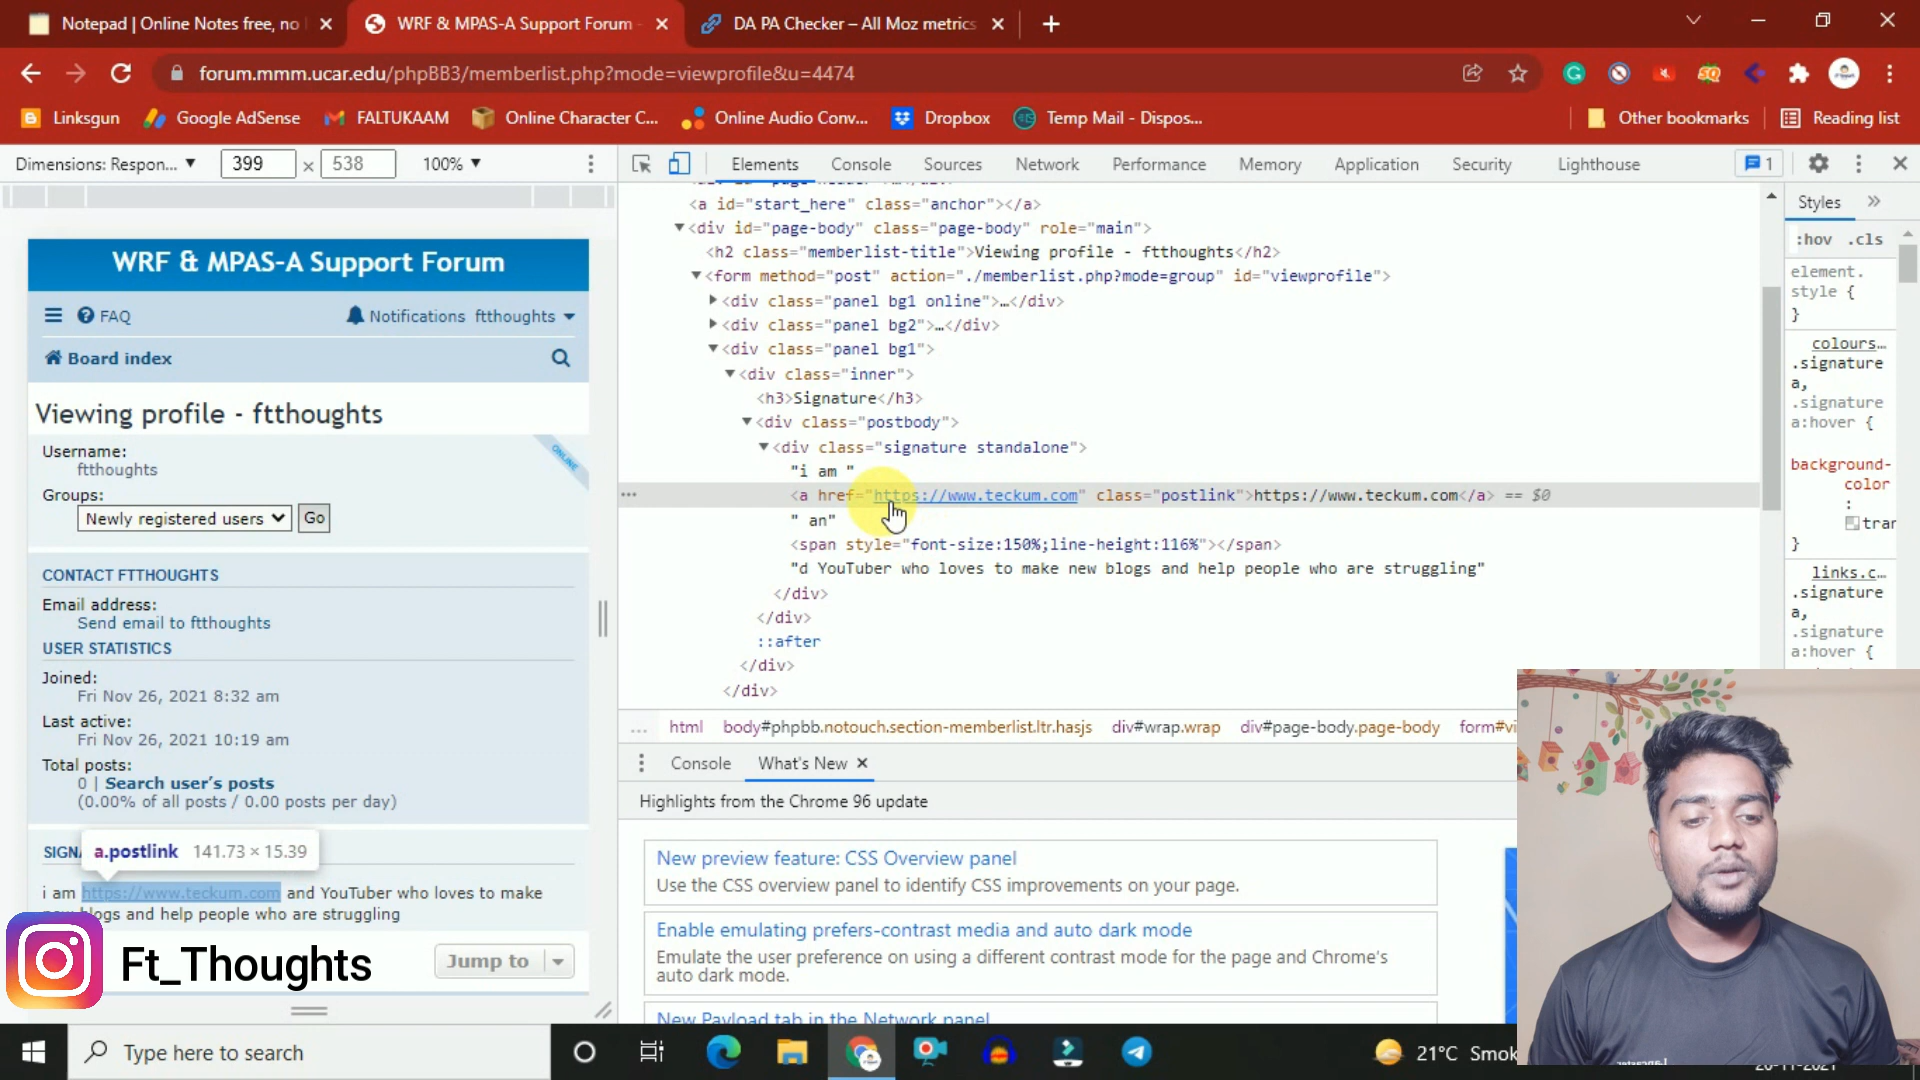 Notepad | Online Notes free, no
WRF & MPAS-A Support Forum -
DA PA Checker – All Moz metrics
forum.mmm.ucar.edu/phpBB3/memberlist.php?mode=viewprofile&u=4474
Linksgun
Google AdSense
FALTUKAAM
Online Character C...
Online Audio Conv...
Dropbox
Temp Mail - Dispos...
Other bookmarks
Reading list
Dimensions: Respon... ▼
399 × 538
100% ▼
Elements
Console
Sources
Network
Performance
Memory
Application
Security
Lighthouse
1
WRF & MPAS-A Support Forum
FAQ
Notifications
ftthoughts
Board index
Viewing profile - ftthoughts
ONLINE
Username:
ftthoughts
Groups:
Newly registered users
Go
CONTACT FTTHOUGHTS
Email address:
Send email to ftthoughts
USER STATISTICS
Joined:
Fri Nov 26, 2021 8:32 am
Last active:
Fri Nov 26, 2021 10:19 am
Total posts:
0 | Search user's posts
(0.00% of all posts / 0.00 posts per day)
SIGNA
a.postlink 141.73 × 15.39
i am https://www.teckum.com and YouTuber who loves to make
blogs and help people who are struggling
Ft_Thoughts
Jump to
<a id="start_here" class="anchor"></a>
▼<div id="page-body" class="page-body" role="main">
<h2 class="memberlist-title">Viewing profile - ftthoughts</h2>
▼<form method="post" action="./memberlist.php?mode=group" id="viewprofile">
▶<div class="panel bg1 online">…</div>
▶<div class="panel bg2">…</div>
▼<div class="panel bg1">
▼<div class="inner">
<h3>Signature</h3>
▼<div class="postbody">
▼<div class="signature standalone">
"i am "
<a href="https://www.teckum.com" class="postlink">https://www.teckum.com</a> == $0
" an"
<span style="font-size:150%;line-height:116%"></span>
"d YouTuber who loves to make new blogs and help people who are struggling"
</div>
</div>
::after
</div>
</div>
... html body#phpbb.notouch.section-memberlist.ltr.hasjs div#wrap.wrap div#page-body.page-body form#vi
Styles
:hov .cls
element.
style {
}
colours…
.signature
a,
.signature
a:hover {
background-
color
:
tran
}
links.c…
.signature
a,
.signature
a:hover {
Console
What's New
Highlights from the Chrome 96 update
New preview feature: CSS Overview panel
Use the CSS overview panel to identify CSS improvements on your page.
Enable emulating prefers-contrast media and auto dark mode
Emulate the user preference on using a different contrast mode for the page and Chrome's
auto dark mode.
New Payload tab in the Network panel
Type here to search
21°C Smok